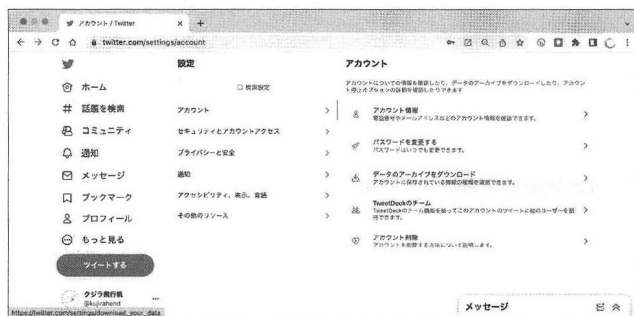 アカウント / Twitter
twitter.com/settings/account
ホーム
話題を検索
コミュニティ
通知
メッセージ
ブックマーク
プロフィール
もっと見る
ツイートする
クジラ飛行机
@kujirahand
https://twitter.com/settings/download_your_data
設定
検索設定
アカウント
セキュリティとアカウントアクセス
プライバシーと安全
通知
アクセシビリティ、表示、言語
その他のリソース
アカウント
アカウントについての情報を確認したり、データのアーカイブをダウンロードしたり、アカウン
ト停止オプションの詳細を確認したりできます
アカウント情報
電話番号やメールアドレスなどのアカウント情報を確認できます。
パスワードを変更する
パスワードはいつでも変更できます。
データのアーカイブをダウンロード
アカウントに保存されている情報の種類を確認できます。
TweetDeckのチーム
TweetDeckのチーム機能を使ってこのアカウントのツイートに他のユーザーを招
待できます。
アカウント削除
アカウントを削除する方法について説明します。
メッセージ